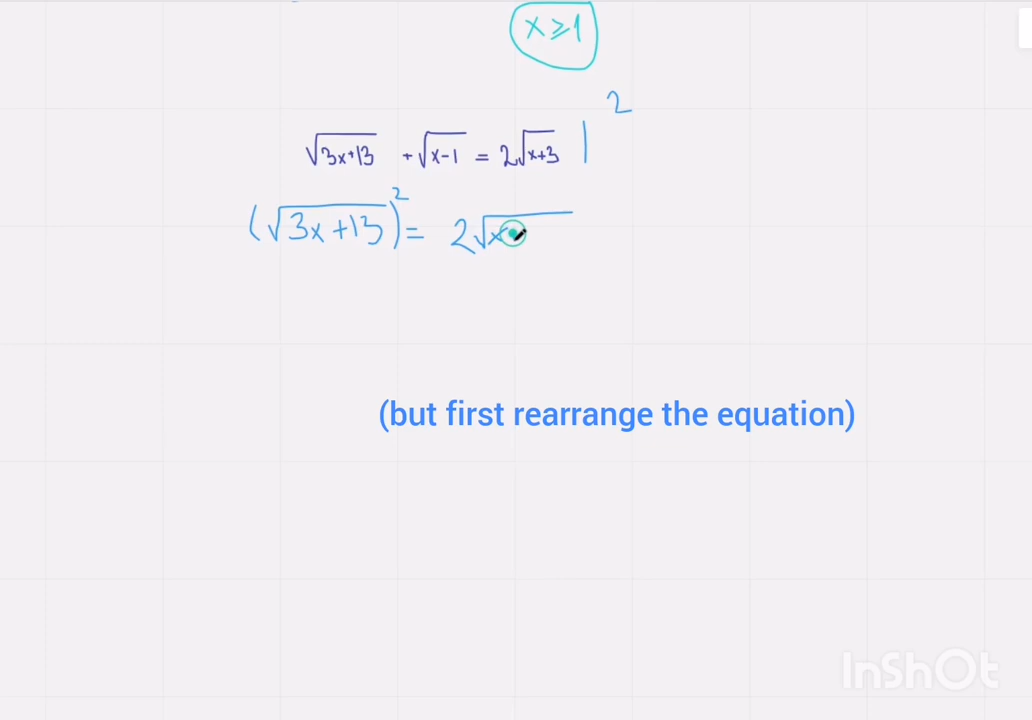 x ≥ 1
√3x+13 + √x-1 = 2√x+3 | 2
(√3x+13)² = 2√x
(but first rearrange the equation)
InShOt